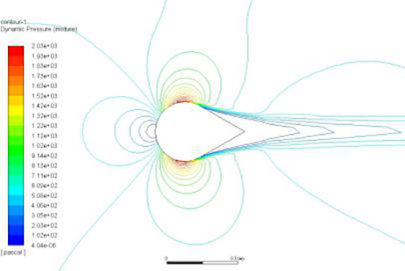 contour-1
Dynamic Pressure (mixture)
2.03e+03
1.93e+03
1.83e+03
1.73e+03
1.63e+03
1.52e+03
1.42e+03
1.32e+03
1.22e+03
1.12e+03
1.02e+03
9.14e+02
8.13e+02
7.11e+02
6.09e+02
5.08e+02
4.06e+02
3.05e+02
2.03e+02
1.02e+02
4.04e-06
[ pascal ]
0